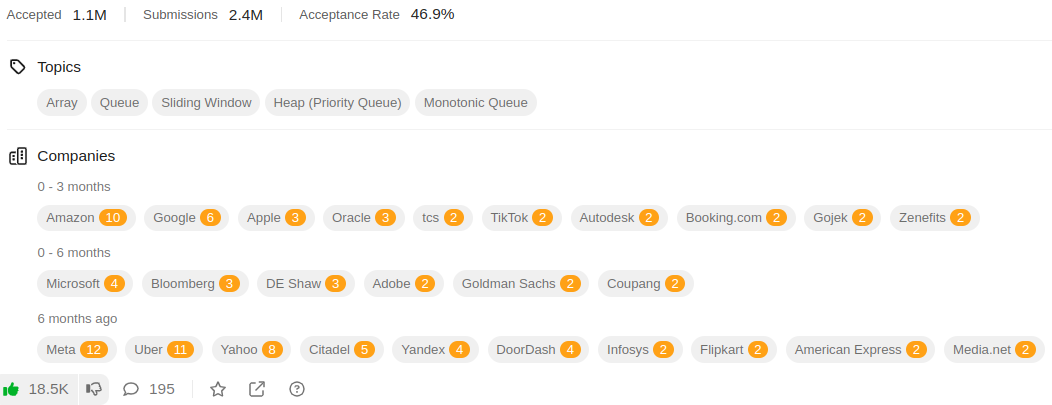 Accepted 1.1M Submissions 2.4M Acceptance Rate 46.9%
Topics
Array Queue Sliding Window Heap (Priority Queue) Monotonic Queue
Companies
0 - 3 months
Amazon 10 Google 6 Apple 3 Oracle 3 tcs 2 TikTok 2 Autodesk 2 Booking.com 2 Gojek 2 Zenefits 2
0 - 6 months
Microsoft 4 Bloomberg 3 DE Shaw 3 Adobe 2 Goldman Sachs 2 Coupang 2
6 months ago
Meta 12 Uber 11 Yahoo 8 Citadel 5 Yandex 4 DoorDash 4 Infosys 2 Flipkart 2 American Express 2 Media.net 2
18.5K 195